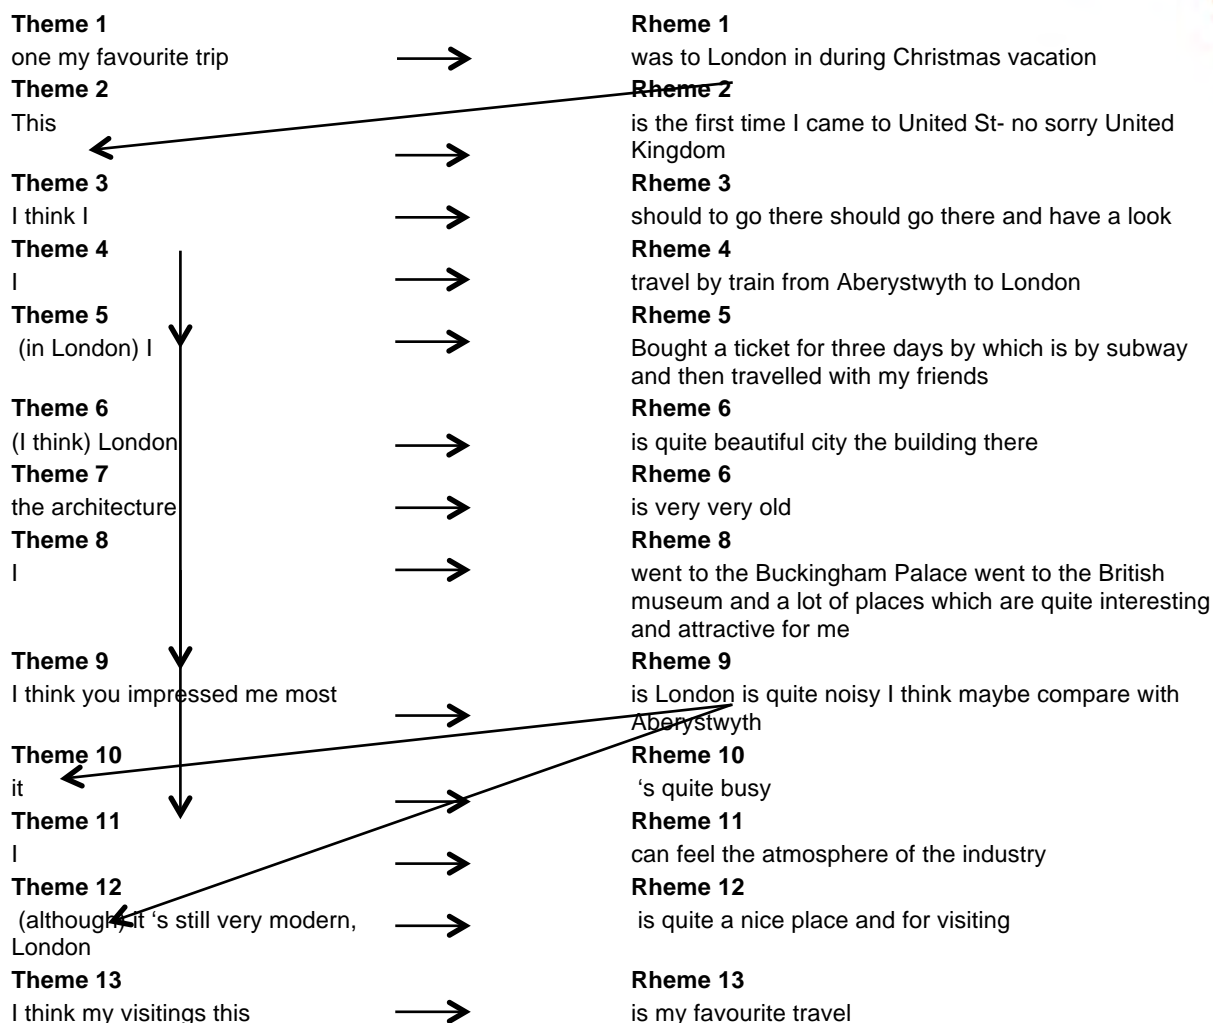 Theme 1 Rheme 1
one my favourite trip was to London in during Christmas vacation
Theme 2 Rheme 2
This is the first time I came to United St- no sorry United
Kingdom
Theme 3 Rheme 3
I think I should to go there should go there and have a look
Theme 4 Rheme 4
I travel by train from Aberystwyth to London
Theme 5 Rheme 5
(in London) I Bought a ticket for three days by which is by subway
and then travelled with my friends
Theme 6 Rheme 6
(I think) London is quite beautiful city the building there
Theme 7 Rheme 6
the architecture is very very old
Theme 8 Rheme 8
I went to the Buckingham Palace went to the British
museum and a lot of places which are quite interesting
and attractive for me
Theme 9 Rheme 9
I think you impressed me most is London is quite noisy I think maybe compare with
Aberystwyth
Theme 10 Rheme 10
it ‘s quite busy
Theme 11 Rheme 11
I can feel the atmosphere of the industry
Theme 12 Rheme 12
(although) it ‘s still very modern, is quite a nice place and for visiting
London
Theme 13 Rheme 13
I think my visitings this is my favourite travel